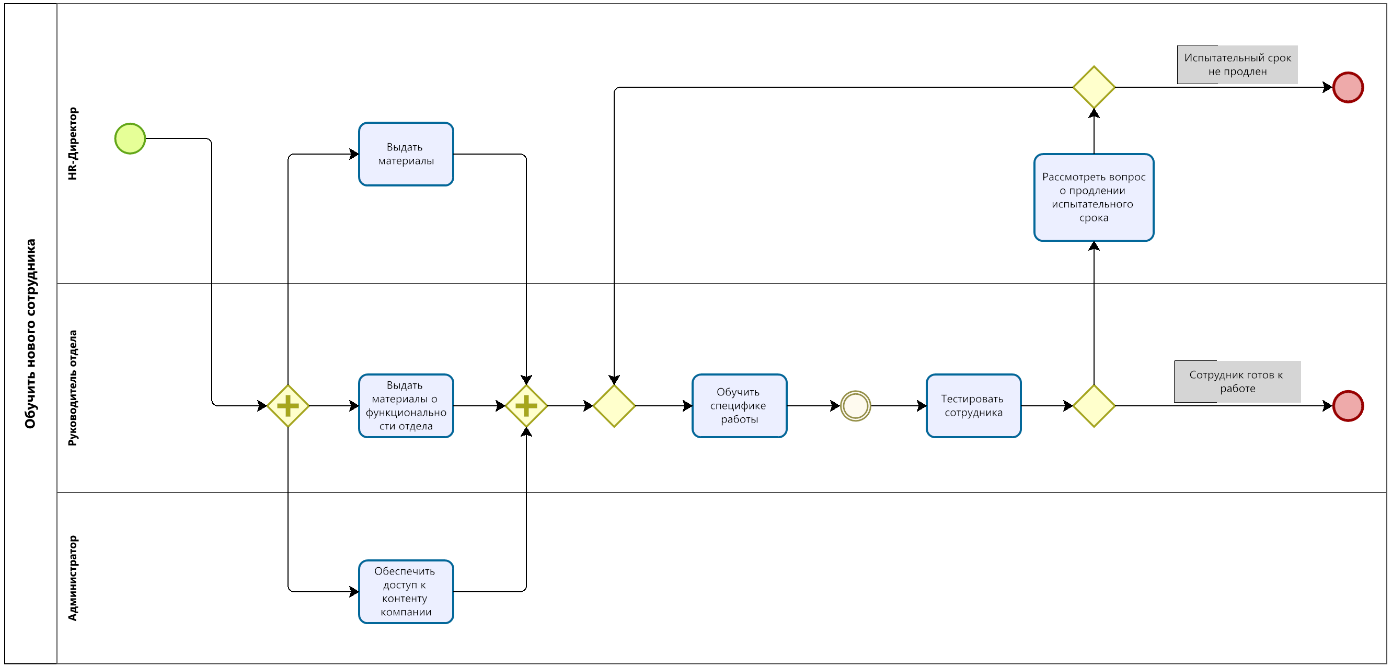 Обучить нового сотрудника
HR-Директор
Выдать
материалы
Рассмотреть вопрос
о продлении
испытательного
срока
Испытательный срок
не продлен
Руководитель отдела
Выдать
материалы о
функционально
сти отдела
Обучить
специфике
работы
Тестировать
сотрудника
Сотрудник готов к
работе
Администратор
Обеспечить
доступ к
контенту
компании